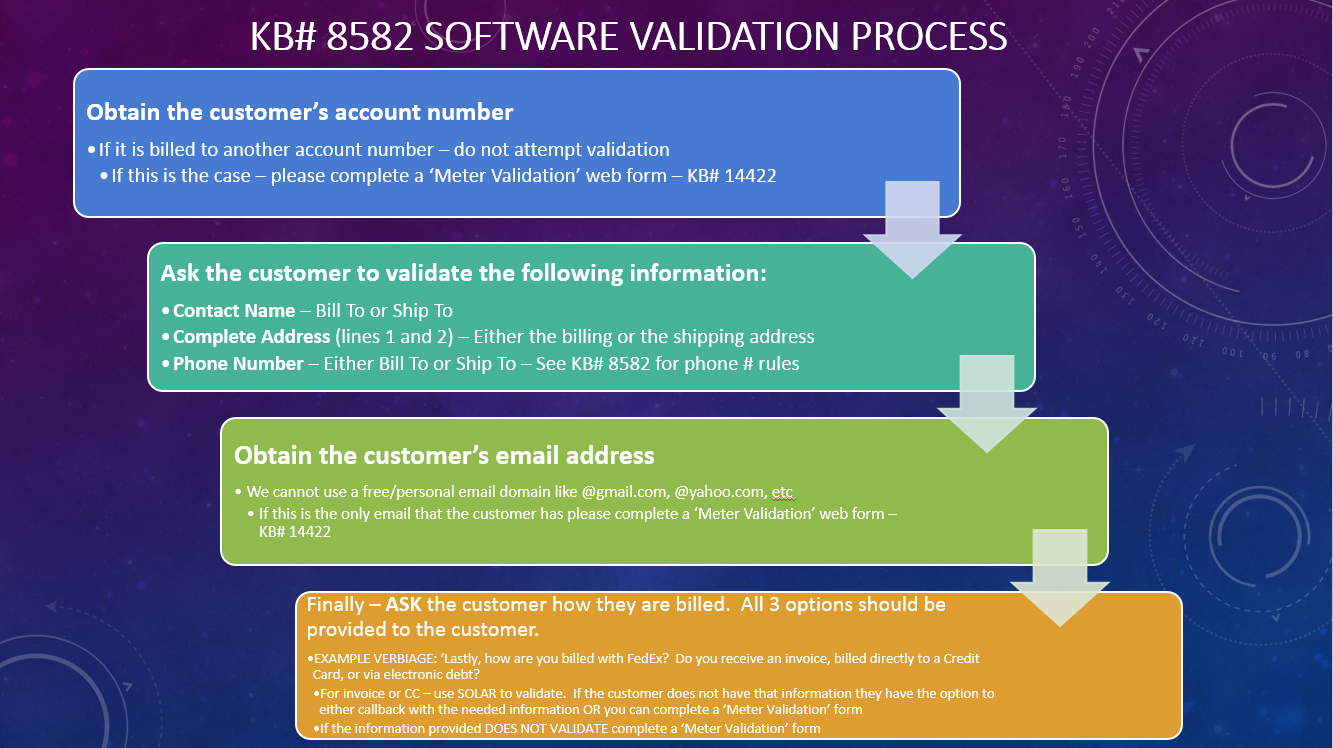 KB# 8582 SOFTWARE VALIDATION PROCESS
Obtain the customer's account number
•If it is billed to another account number – do not attempt validation
•If this is the case – please complete a 'Meter Validation' web form – KB# 14422
Ask the customer to validate the following information:
•Contact Name – Bill To or Ship To
•Complete Address (lines 1 and 2) – Either the billing or the shipping address
•Phone Number – Either Bill To or Ship To – See KB# 8582 for phone # rules
Obtain the customer's email address
• We cannot use a free/personal email domain like @gmail.com, @yahoo.com, etc
• If this is the only email that the customer has please complete a 'Meter Validation' web form –
KB# 14422
Finally – ASK the customer how they are billed.  All 3 options should be
provided to the customer.
•EXAMPLE VERBIAGE: 'Lastly, how are you billed with FedEx?  Do you receive an invoice, billed directly to a Credit
Card, or via electronic debt?
•For invoice or CC – use SOLAR to validate.  If the customer does not have that information they have the option to
either callback with the needed information OR you can complete a 'Meter Validation' form
•If the information provided DOES NOT VALIDATE complete a 'Meter Validation' form
210
200
190
180
170
160
150
140
130
120
110
100
90
80